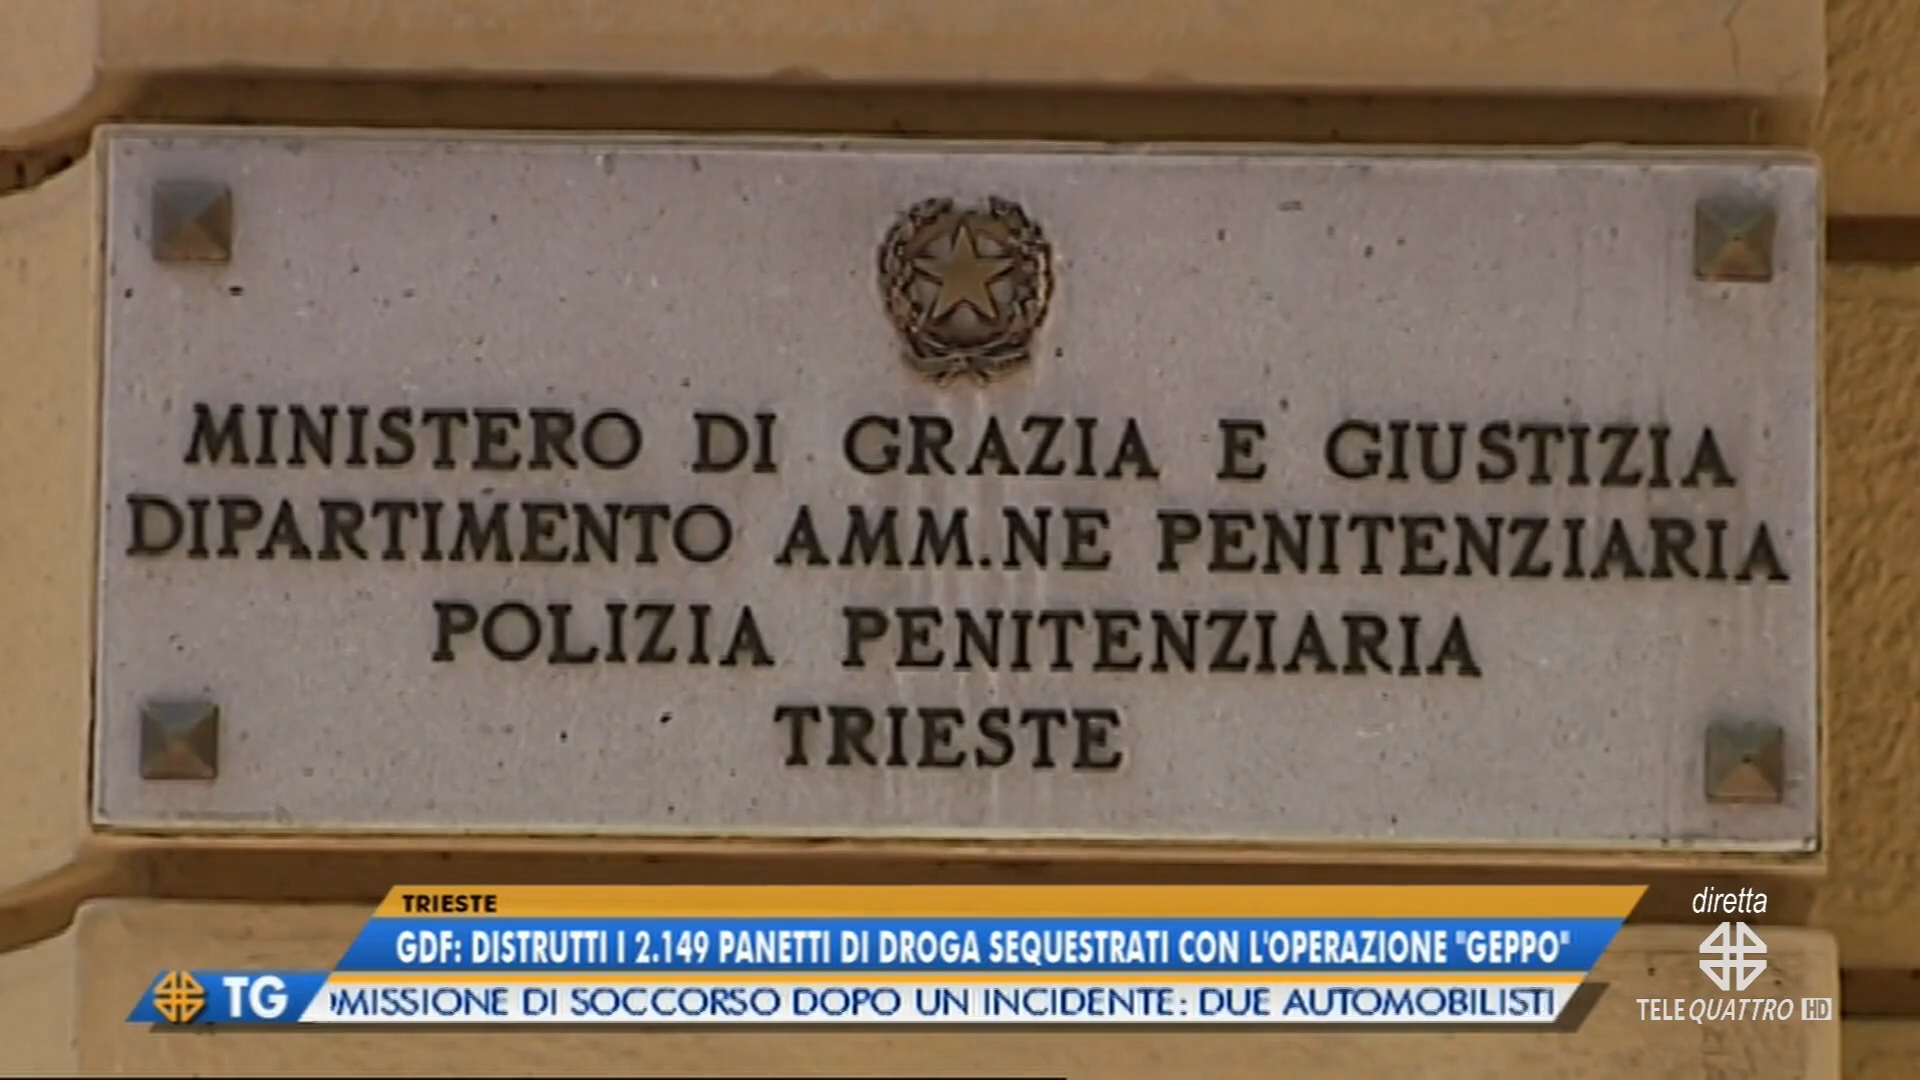 MINISTERO DI GRAZIA E GIUSTIZIA
DIPARTIMENTO AMM.NE PENITENZIARIA
POLIZIA PENITENZIARIA
TRIESTE
TRIESTE
GDF: DISTRUTTI I 2.149 PANETTI DI DROGA SEQUESTRATI CON L'OPERAZIONE "GEPPO"
TG
OMISSIONE DI SOCCORSO DOPO UN INCIDENTE: DUE AUTOMOBILISTI
diretta
TELEQUATTRO HD